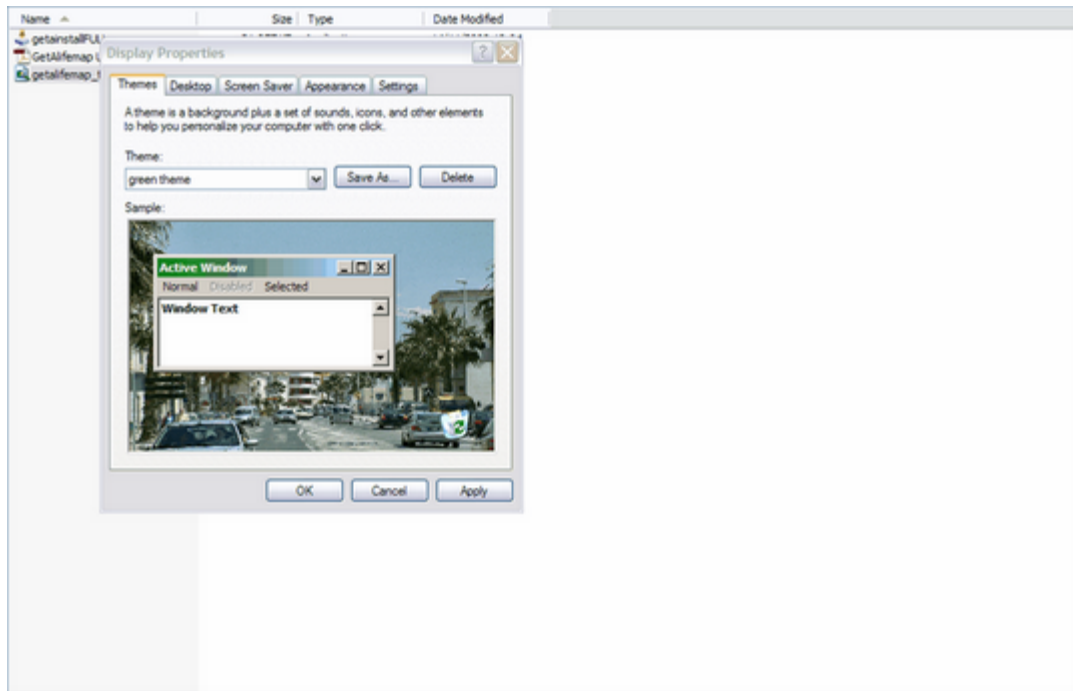 Name Size Type Date Modified
getainstallFUL
GetAlifemap
getalifemap_
Display Properties
Themes Desktop Screen Saver Appearance Settings
A theme is a background plus a set of sounds, icons, and other elements
to help you personalize your computer with one click.
Theme:
green theme Save As... Delete
Sample:
Active Window
Normal Disabled Selected
Window Text
OK Cancel Apply